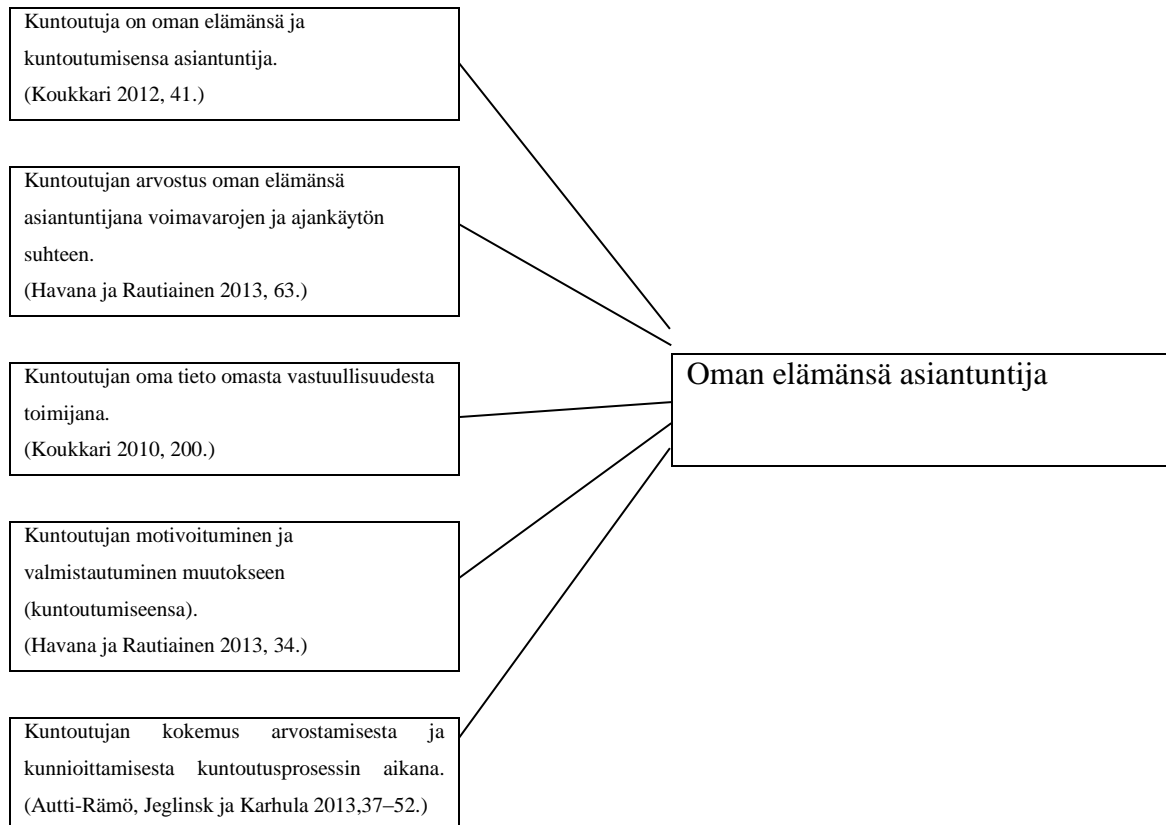 Kuntoutuja on oman elämänsä ja
kuntoutumisensa asiantuntija.
(Koukkari 2012, 41.)
Kuntoutujan arvostus oman elämänsä
asiantuntijana voimavarojen ja ajankäytön
suhteen.
(Havana ja Rautiainen 2013, 63.)
Kuntoutujan oma tieto omasta vastuullisuudesta
toimijana.
(Koukkari 2010, 200.)
Kuntoutujan motivoituminen ja
valmistautuminen muutokseen
(kuntoutumiseensa).
(Havana ja Rautiainen 2013, 34.)
Kuntoutujan kokemus arvostamisesta ja
kunnioittamisesta kuntoutusprosessin aikana.
(Autti-Rämö, Jeglinsk ja Karhula 2013,37–52.)
Oman elämänsä asiantuntija